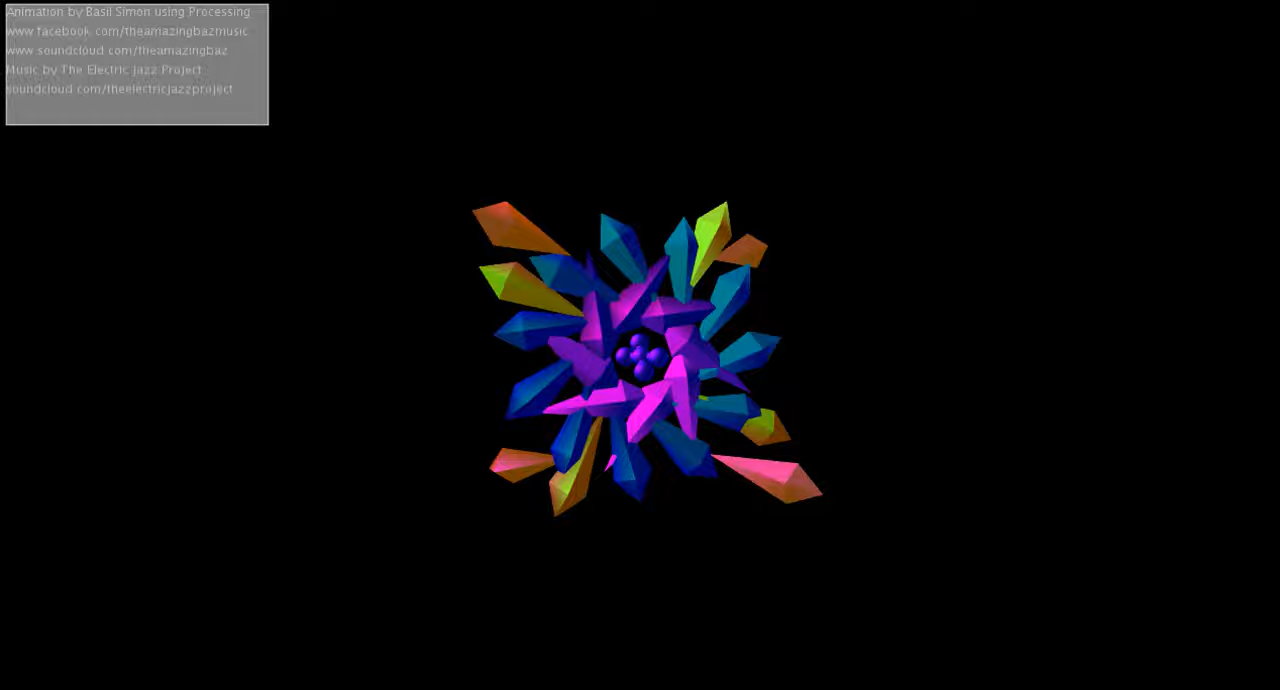 Animation by Basil Simon using Processing
www facebook com/theamazingbazmusic
www soundcloud com/theamazingbaz
Music by The Electric Jazz Project
soundcloud com/theelectricjazzproject